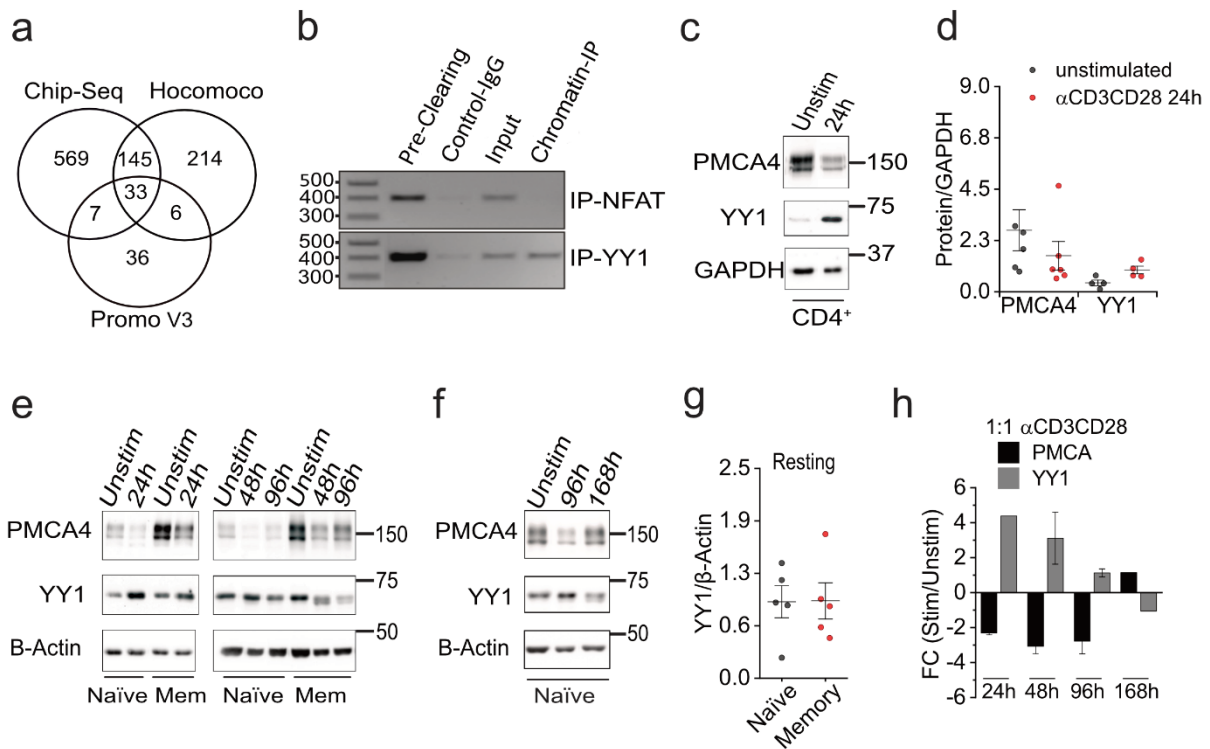 a
Chip-Seq
Hocomoco
569
145
214
33
7
6
36
Promo V3
b
Pre-Clearing
Control-IgG
Input
Chromatin-IP
500
400
300
IP-NFAT
500
400
300
IP-YY1
c
Unstim
24h
PMCA4
150
YY1
75
GAPDH
37
CD4⁺
d
unstimulated
αCD3CD28 24h
Protein/GAPDH
9.0
6.8
4.5
2.3
0.0
PMCA4 YY1
e
Unstim
24h
Unstim
24h
Unstim
48h
96h
Unstim
48h
96h
PMCA4
150
YY1
75
B-Actin
50
Naïve Mem Naïve Mem
f
Unstim
96h
168h
PMCA4
150
YY1
75
B-Actin
50
Naïve
g
Resting
YY1/β-Actin
2.5
1.9
1.3
0.6
0.0
Naïve
Memory
h
1:1 αCD3CD28
PMCA
YY1
FC (Stim/Unstim)
6
4
2
0
-2
-4
-6
24h 48h 96h 168h